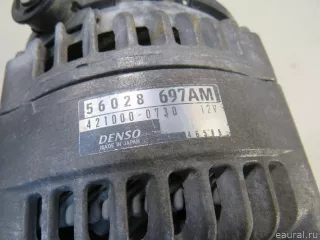 56028 697AM
421000-0730 12V
DENSO
MADE IN JAPAN
eaural.ru